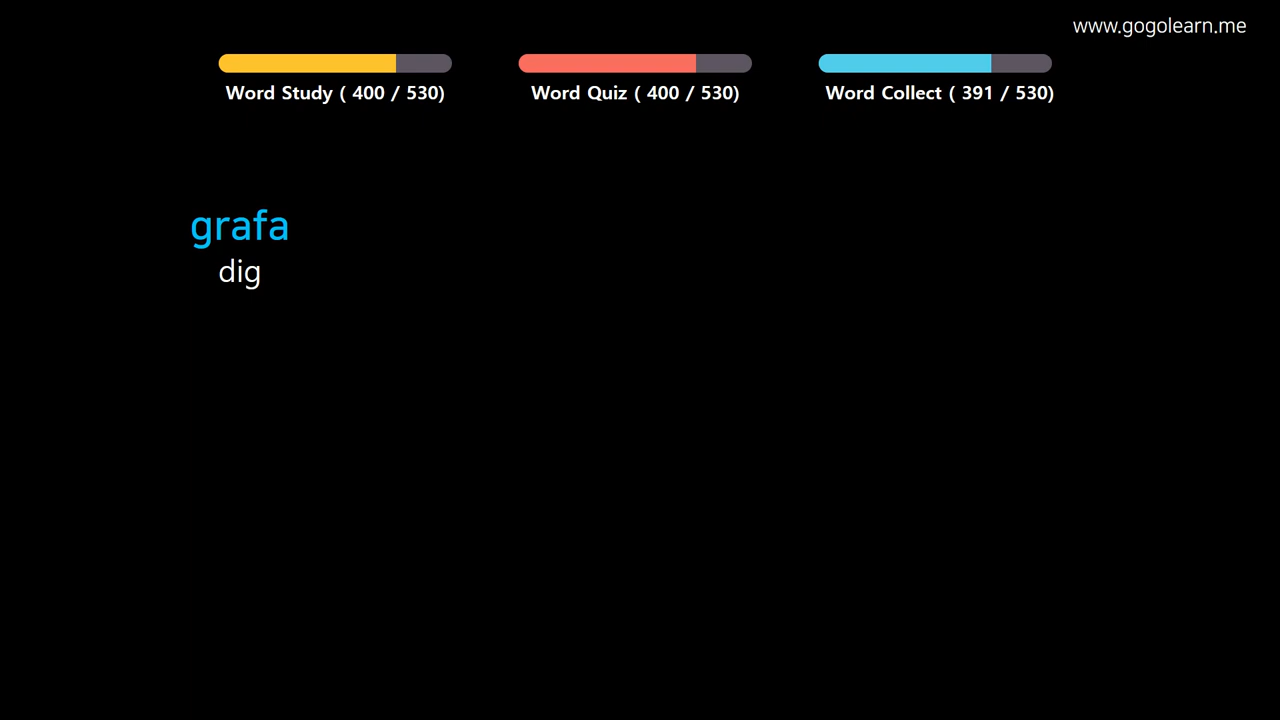 www.gogolearn.me
Word Study ( 400 / 530)
Word Quiz ( 400 / 530)
Word Collect ( 391 / 530)
grafa
dig